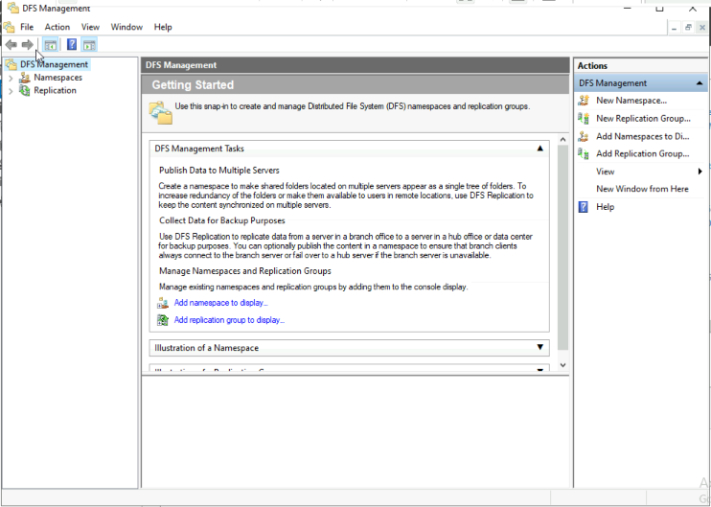 DFS Management
File Action View Window Help
DFS Management
Namespaces
Replication
DFS Management
Getting Started
Use this snap-in to create and manage Distributed File System (DFS) namespaces and replication groups.
DFS Management Tasks
Publish Data to Multiple Servers
Create a namespace to make shared folders located on multiple servers appear as a single tree of folders. To
increase redundancy of the folders or make them available to users in remote locations, use DFS Replication to
keep the content synchronized on multiple servers.
Collect Data for Backup Purposes
Use DFS Replication to replicate data from a server in a branch office to a server in a hub office or data center
for backup purposes. You can optionally publish the content in a namespace to ensure that branch clients
always connect to the branch server or fail over to a hub server if the branch server is unavailable.
Manage Namespaces and Replication Groups
Manage existing namespaces and replication groups by adding them to the console display.
Add namespace to display...
Add replication group to display...
Illustration of a Namespace
Actions
DFS Management
New Namespace...
New Replication Group...
Add Namespaces to Di...
Add Replication Group...
View
New Window from Here
Help